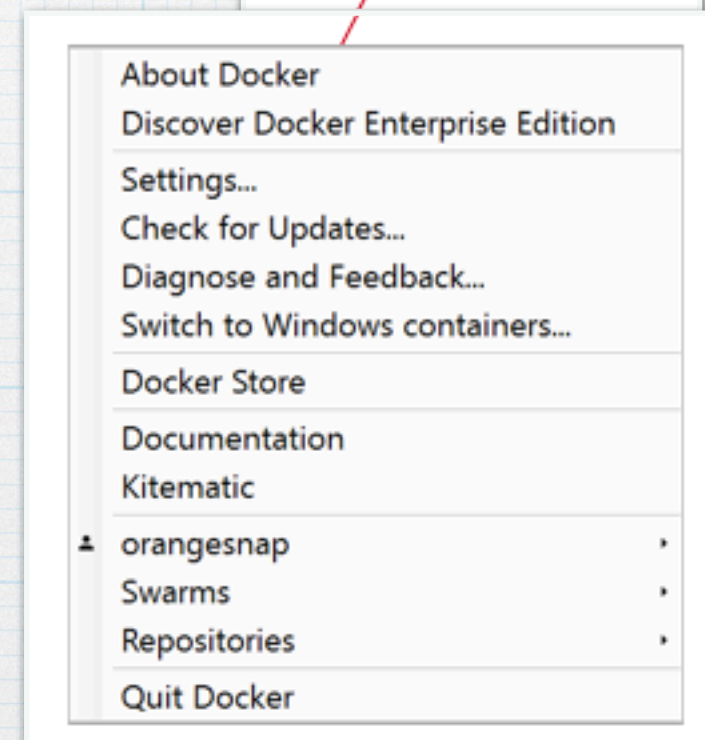 About Docker
Discover Docker Enterprise Edition
Settings...
Check for Updates...
Diagnose and Feedback...
Switch to Windows containers...
Docker Store
Documentation
Kitematic
orangesnap
Swarms
Repositories
Quit Docker